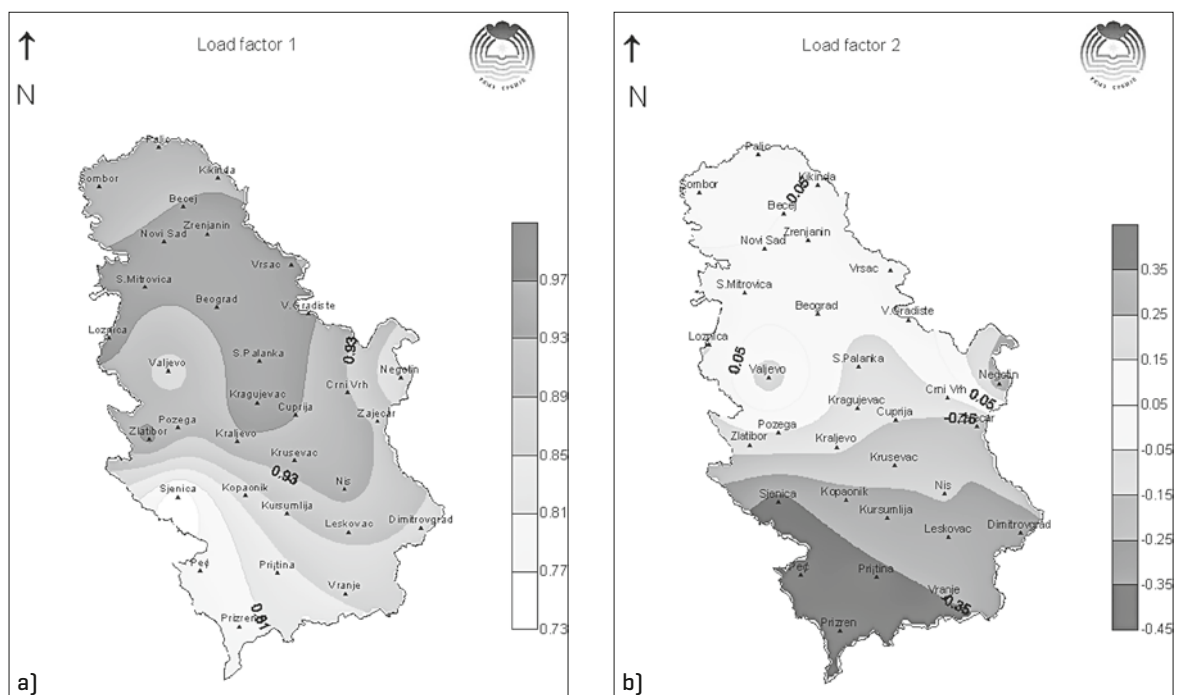 Load factor 1
N
Palic
Sombor
Kikinda
Becej
Zrenjanin
Novi Sad
Vrsac
S.Mitrovica
Beograd
V.Gradiste
Loznica
0.93
S.Palanka
Valjevo
Negotin
Crni Vrh
Kragujevac
Cuprija
Zajecar
Pozega
Zlatibor
Kraljevo
Krusevac
0.93
Nis
Sjenica
Kopaonik
Kursumlija
Leskovac
Dimitrovgrad
Peć
Priļtina
Vranje
0.81
Prizren
0.97
0.93
0.89
0.85
0.81
0.77
0.73
a)
Load factor 2
N
Palic
Kikinda
Sombor
0.05
Becej
Zrenjanin
Novi Sad
Vrsac
S.Mitrovica
Beograd
V.Gradiste
Loznica
0.05
S.Palanka
Valjevo
Negotin
Crni Vrh
0.05
Kragujevac
Cuprija
-0.15
Pozega
Zlatibor
Kraljevo
Krusevac
Nis
Sjenica
Kopaonik
Kursumlija
Leskovac
Dimitrovgrad
Peć
Priļtina
Vranje
-0.35
Prizren
0.35
0.25
0.15
0.05
-0.05
-0.15
-0.25
-0.35
-0.45
b)